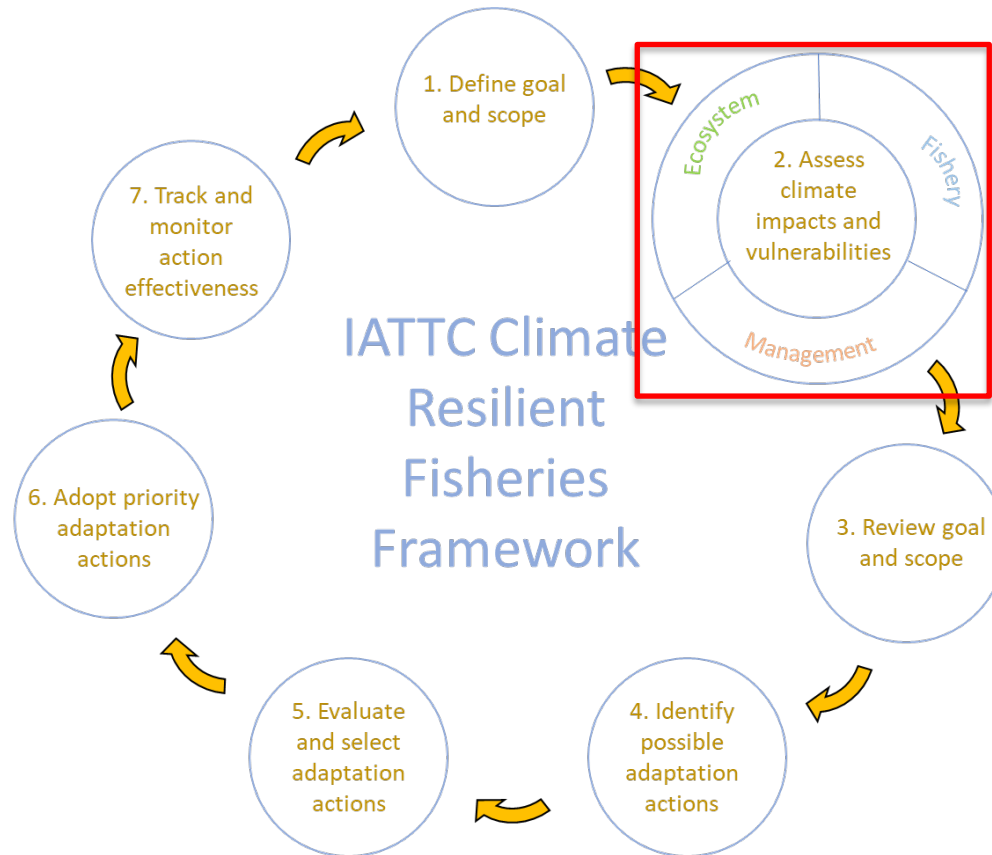 1. Define goal
and scope
Ecosystem
Fishery
Management
2. Assess
climate
impacts and
vulnerabilities
3. Review goal
and scope
4. Identify
possible
adaptation
actions
5. Evaluate
and select
adaptation
actions
6. Adopt priority
adaptation
actions
7. Track and
monitor
action
effectiveness
IATTC Climate
Resilient
Fisheries
Framework